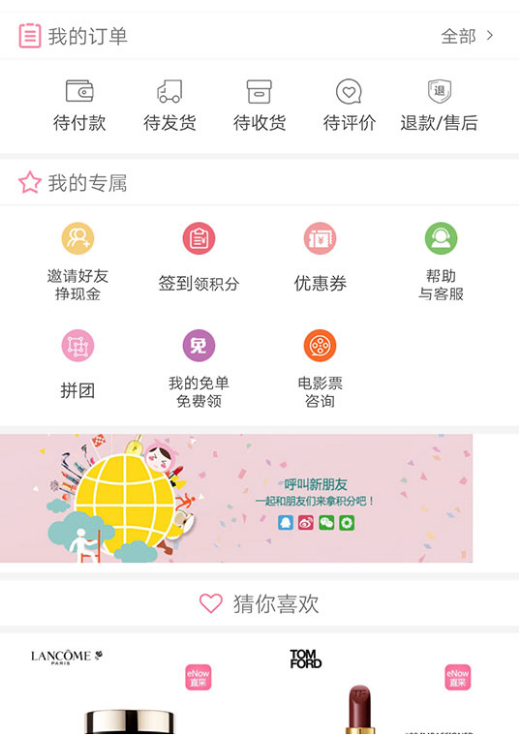 我的订单
全部
待付款 待发货 待收货 待评价 退款/售后
退
我的专属
邀请好友
挣现金
签到领积分
优惠券
帮助
与客服
拼团
免
我的免单
免费领
电影票
咨询
呼叫新朋友
一起和朋友们来拿积分吧！
猜你喜欢
LANCÔME
PARIS
eNow
直采
TOM
FORD
eNow
直采